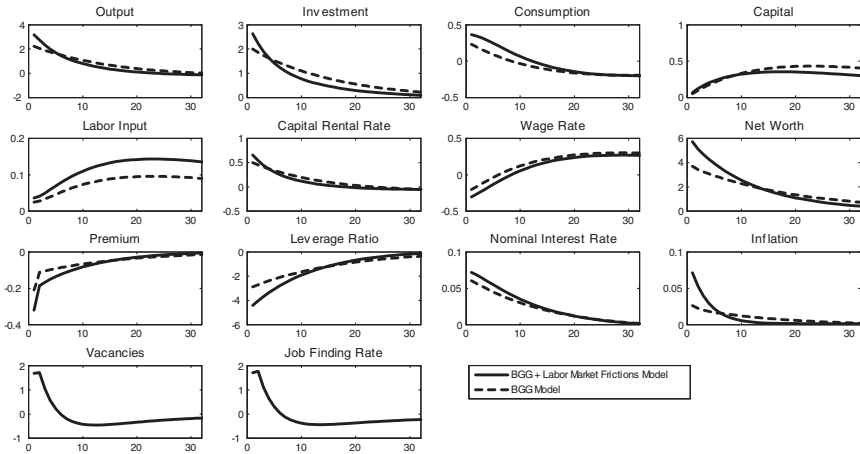 Output
Investment
Consumption
Capital
4
2
0
-2
0 10 20 30
3
2
1
0
0 10 20 30
0.5
0
-0.5
0 10 20 30
1
0.5
0
0 10 20 30
Labor Input
Capital Rental Rate
Wage Rate
Net Worth
0.2
0.1
0
0 10 20 30
1
0.5
0
-0.5
0 10 20 30
0.5
0
-0.5
0 10 20 30
6
4
2
0
0 10 20 30
Premium
Leverage Ratio
Nominal Interest Rate
Inflation
0
-0.2
-0.4
0 10 20 30
0
-2
-4
-6
0 10 20 30
0.1
0.05
0
0 10 20 30
0.1
0.05
0
0 10 20 30
Vacancies
Job Finding Rate
2
1
0
-1
0 10 20 30
2
1
0
-1
0 10 20 30
BGG + Labor Market Frictions Model
BGG Model